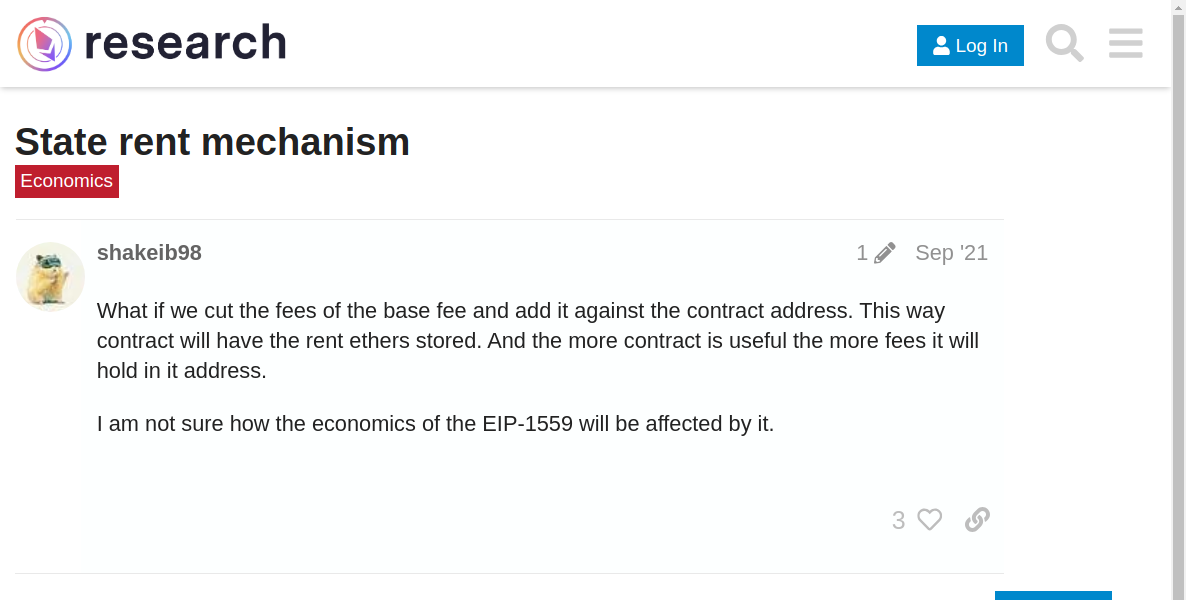 research
Log In
State rent mechanism
Economics
shakeib98
1
Sep '21
What if we cut the fees of the base fee and add it against the contract address. This way
contract will have the rent ethers stored. And the more contract is useful the more fees it will
hold in it address.
I am not sure how the economics of the EIP-1559 will be affected by it.
3